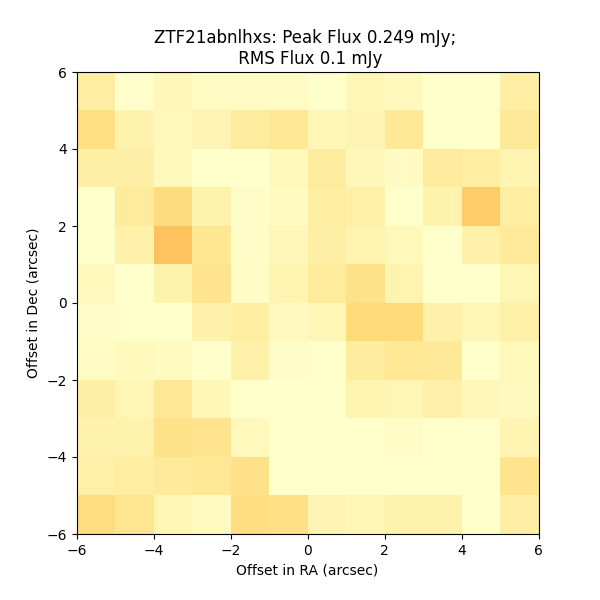 ZTF21abnlhxs: Peak Flux 0.249 mJy;
RMS Flux 0.1 mJy
6
4
2
0
−2
−4
−6
Offset in Dec (arcsec)
−6 −4 −2 0 2 4 6
Offset in RA (arcsec)